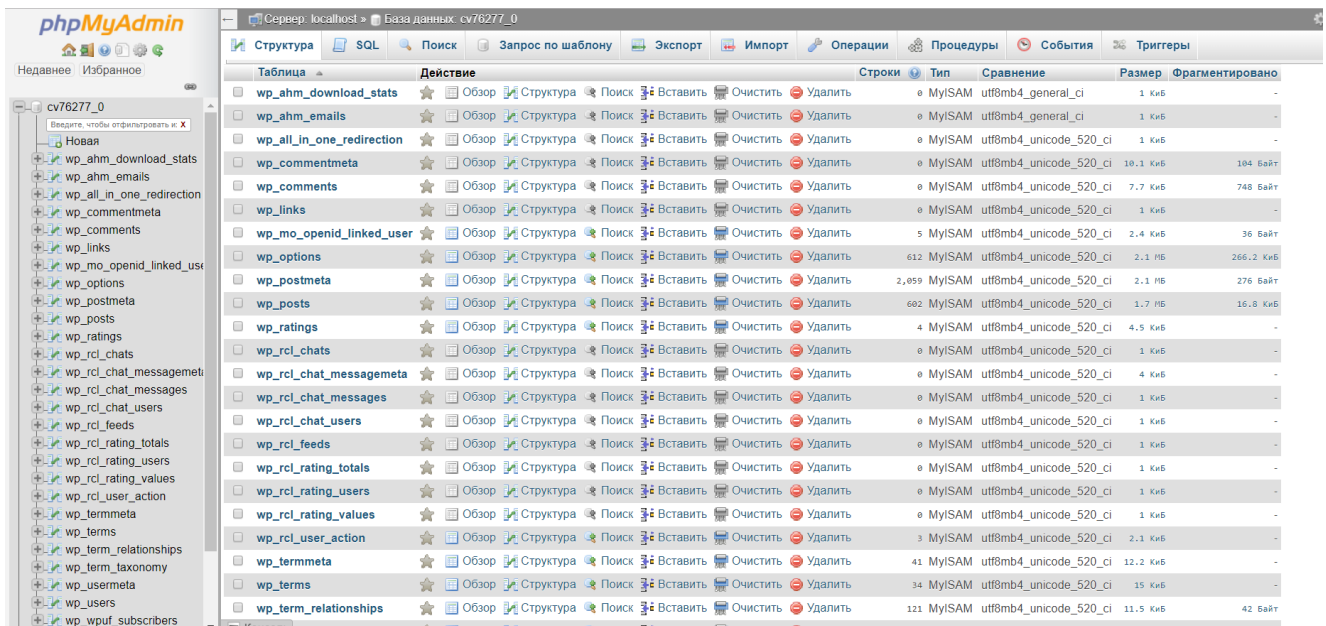 phpMyAdmin
Недавнее Избранное
cv76277_0
Введите, чтобы отфильтровать и: X
Новая
wp_ahm_download_stats
wp_ahm_emails
wp_all_in_one_redirection
wp_commentmeta
wp_comments
wp_links
wp_mo_openid_linked_use
wp_options
wp_postmeta
wp_posts
wp_ratings
wp_rcl_chats
wp_rcl_chat_messagemeta
wp_rcl_chat_messages
wp_rcl_chat_users
wp_rcl_feeds
wp_rcl_rating_totals
wp_rcl_rating_users
wp_rcl_rating_values
wp_rcl_user_action
wp_termmeta
wp_terms
wp_term_relationships
wp_term_taxonomy
wp_usermeta
wp_users
wp_wpuf_subscribers
Сервер: localhost » База данных: cv76277_0
Структура SQL Поиск Запрос по шаблону Экспорт Импорт Операции Процедуры События Триггеры
Таблица Действие Строки Тип Сравнение Размер Фрагментировано
wp_ahm_download_stats Обзор Структура Поиск Вставить Очистить Удалить 0 MyISAM utf8mb4_general_ci 1 КиБ -
wp_ahm_emails Обзор Структура Поиск Вставить Очистить Удалить 0 MyISAM utf8mb4_general_ci 1 КиБ -
wp_all_in_one_redirection Обзор Структура Поиск Вставить Очистить Удалить 0 MyISAM utf8mb4_unicode_520_ci 1 КиБ -
wp_commentmeta Обзор Структура Поиск Вставить Очистить Удалить 0 MyISAM utf8mb4_unicode_520_ci 10.1 КиБ 104 Байт
wp_comments Обзор Структура Поиск Вставить Очистить Удалить 0 MyISAM utf8mb4_unicode_520_ci 7.7 КиБ 748 Байт
wp_links Обзор Структура Поиск Вставить Очистить Удалить 0 MyISAM utf8mb4_unicode_520_ci 1 КиБ -
wp_mo_openid_linked_user Обзор Структура Поиск Вставить Очистить Удалить 5 MyISAM utf8mb4_unicode_520_ci 2.4 КиБ 36 Байт
wp_options Обзор Структура Поиск Вставить Очистить Удалить 612 MyISAM utf8mb4_unicode_520_ci 2.1 МБ 266.2 КиБ
wp_postmeta Обзор Структура Поиск Вставить Очистить Удалить 2,059 MyISAM utf8mb4_unicode_520_ci 2.1 МБ 276 Байт
wp_posts Обзор Структура Поиск Вставить Очистить Удалить 602 MyISAM utf8mb4_unicode_520_ci 1.7 МБ 16.8 КиБ
wp_ratings Обзор Структура Поиск Вставить Очистить Удалить 4 MyISAM utf8mb4_unicode_520_ci 4.5 КиБ -
wp_rcl_chats Обзор Структура Поиск Вставить Очистить Удалить 0 MyISAM utf8mb4_unicode_520_ci 1 КиБ -
wp_rcl_chat_messagemeta Обзор Структура Поиск Вставить Очистить Удалить 0 MyISAM utf8mb4_unicode_520_ci 4 КиБ -
wp_rcl_chat_messages Обзор Структура Поиск Вставить Очистить Удалить 0 MyISAM utf8mb4_unicode_520_ci 1 КиБ -
wp_rcl_chat_users Обзор Структура Поиск Вставить Очистить Удалить 0 MyISAM utf8mb4_unicode_520_ci 1 КиБ -
wp_rcl_feeds Обзор Структура Поиск Вставить Очистить Удалить 0 MyISAM utf8mb4_unicode_520_ci 1 КиБ -
wp_rcl_rating_totals Обзор Структура Поиск Вставить Очистить Удалить 0 MyISAM utf8mb4_unicode_520_ci 1 КиБ -
wp_rcl_rating_users Обзор Структура Поиск Вставить Очистить Удалить 0 MyISAM utf8mb4_unicode_520_ci 1 КиБ -
wp_rcl_rating_values Обзор Структура Поиск Вставить Очистить Удалить 0 MyISAM utf8mb4_unicode_520_ci 1 КиБ -
wp_rcl_user_action Обзор Структура Поиск Вставить Очистить Удалить 3 MyISAM utf8mb4_unicode_520_ci 2.1 КиБ -
wp_termmeta Обзор Структура Поиск Вставить Очистить Удалить 41 MyISAM utf8mb4_unicode_520_ci 12.2 КиБ -
wp_terms Обзор Структура Поиск Вставить Очистить Удалить 34 MyISAM utf8mb4_unicode_520_ci 15 КиБ -
wp_term_relationships Обзор Структура Поиск Вставить Очистить Удалить 121 MyISAM utf8mb4_unicode_520_ci 11.5 КиБ 42 Байт